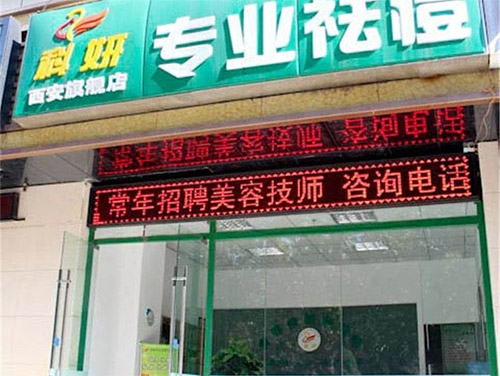 科妍 专业祛痘
西安旗舰店
常年招聘美容技师 咨询电话